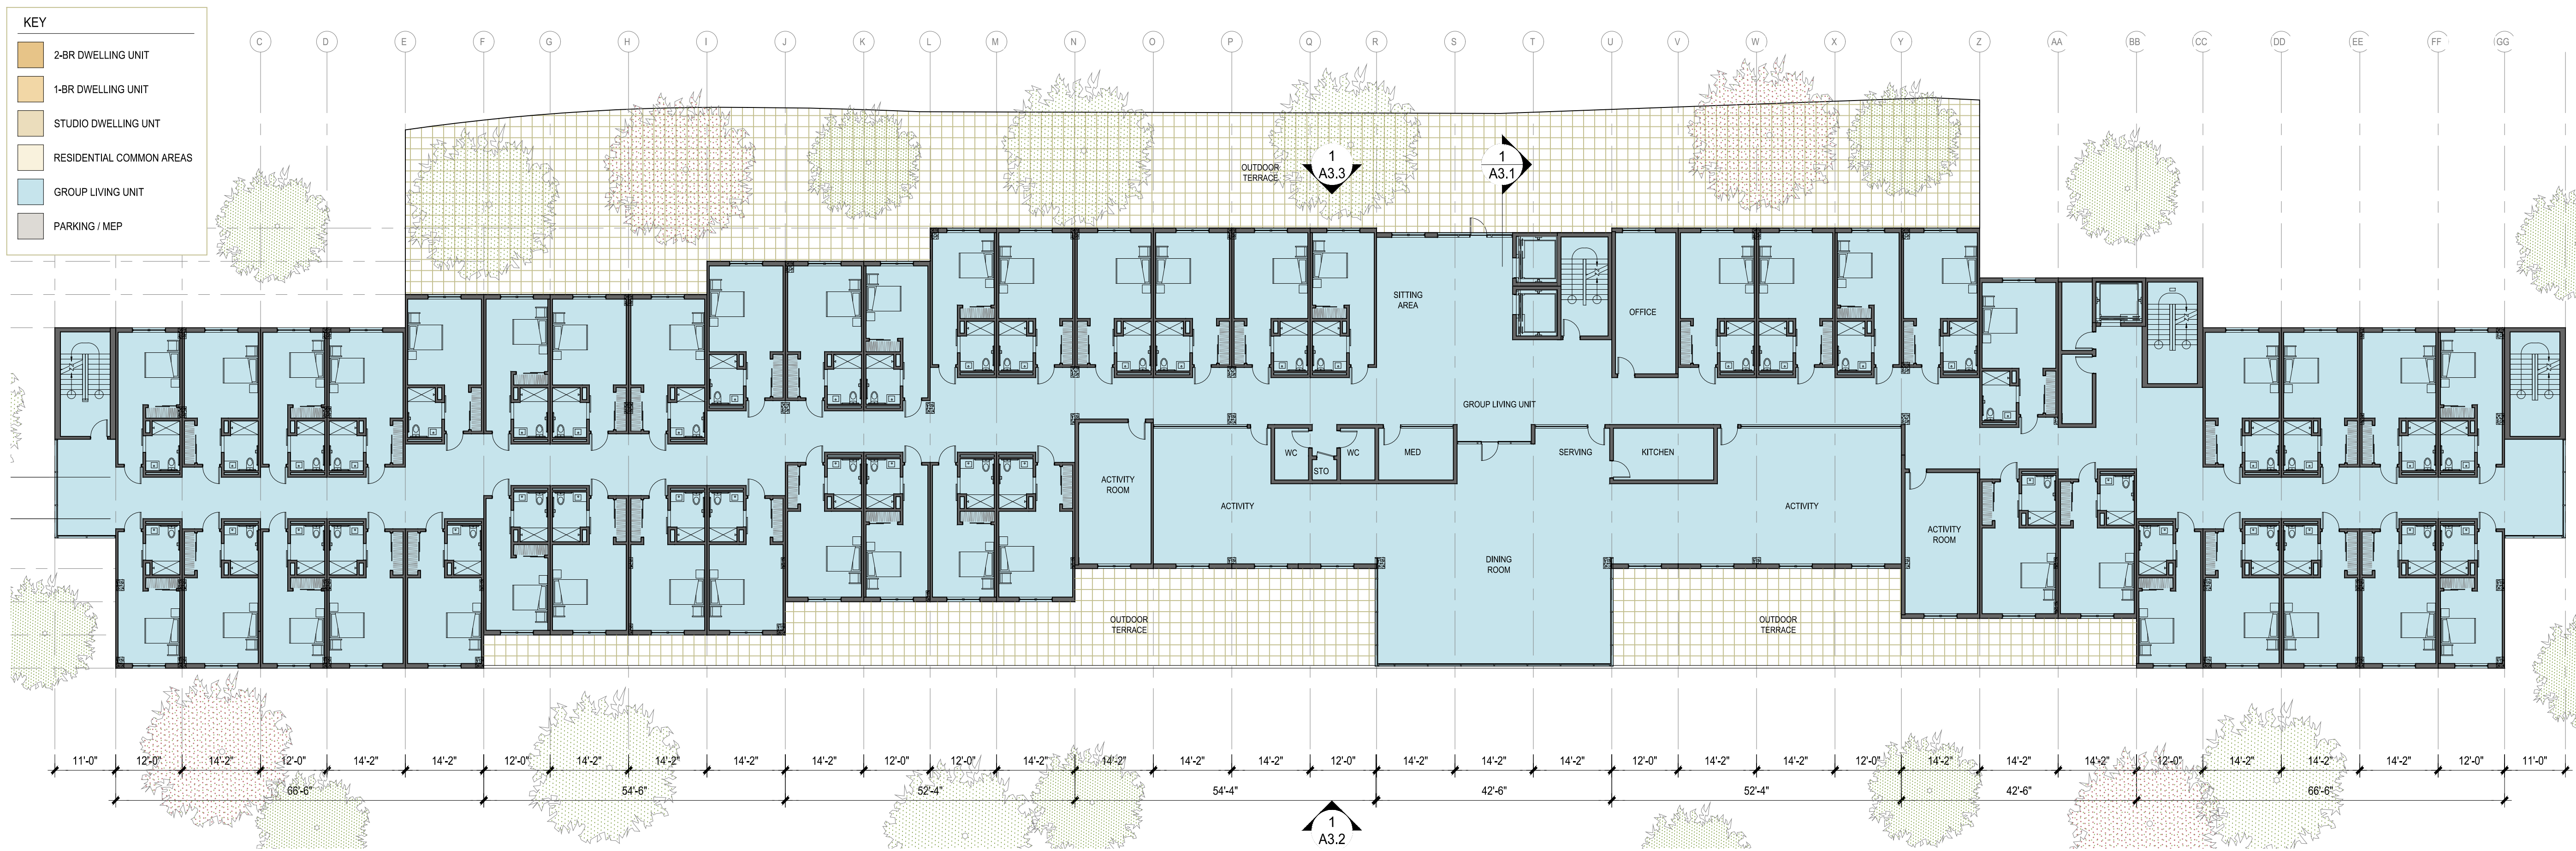 KEY
2-BR DWELLING UNIT
1-BR DWELLING UNIT
STUDIO DWELLING UNT
RESIDENTIAL COMMON AREAS
GROUP LIVING UNIT
PARKING / MEP
C D E F G H I J K L M N O P Q R S T U V W X Y Z AA BB CC DD EE FF GG
OUTDOOR
TERRACE
1
A3.3
1
A3.1
SITTING
AREA
OFFICE
GROUP LIVING UNIT
ACTIVITY
ROOM
ACTIVITY
WC
STO
WC
MED
SERVING
KITCHEN
ACTIVITY
ACTIVITY
ROOM
DINING
ROOM
OUTDOOR
TERRACE
OUTDOOR
TERRACE
11'-0" 12'-0" 14'-2" 12'-0" 14'-2" 14'-2" 12'-0" 14'-2" 14'-2" 14'-2" 14'-2" 12'-0" 12'-0" 14'-2" 14'-2" 14'-2" 14'-2" 12'-0" 14'-2" 14'-2" 14'-2" 12'-0" 14'-2" 14'-2" 12'-0" 14'-2" 14'-2" 14'-2" 12'-0" 14'-2" 14'-2" 14'-2" 12'-0" 11'-0"
66'-6" 54'-6" 52'-4" 54'-4" 42'-6" 52'-4" 42'-6" 66'-6"
1
A3.2